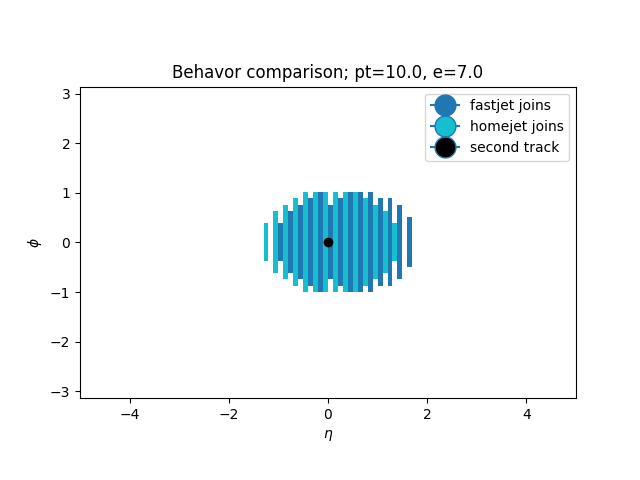 Behavor comparison; pt=10.0, e=7.0
fastjet joins
homejet joins
second track
3
2
1
0
−1
−2
−3
ϕ
−4
−2
0
2
4
η